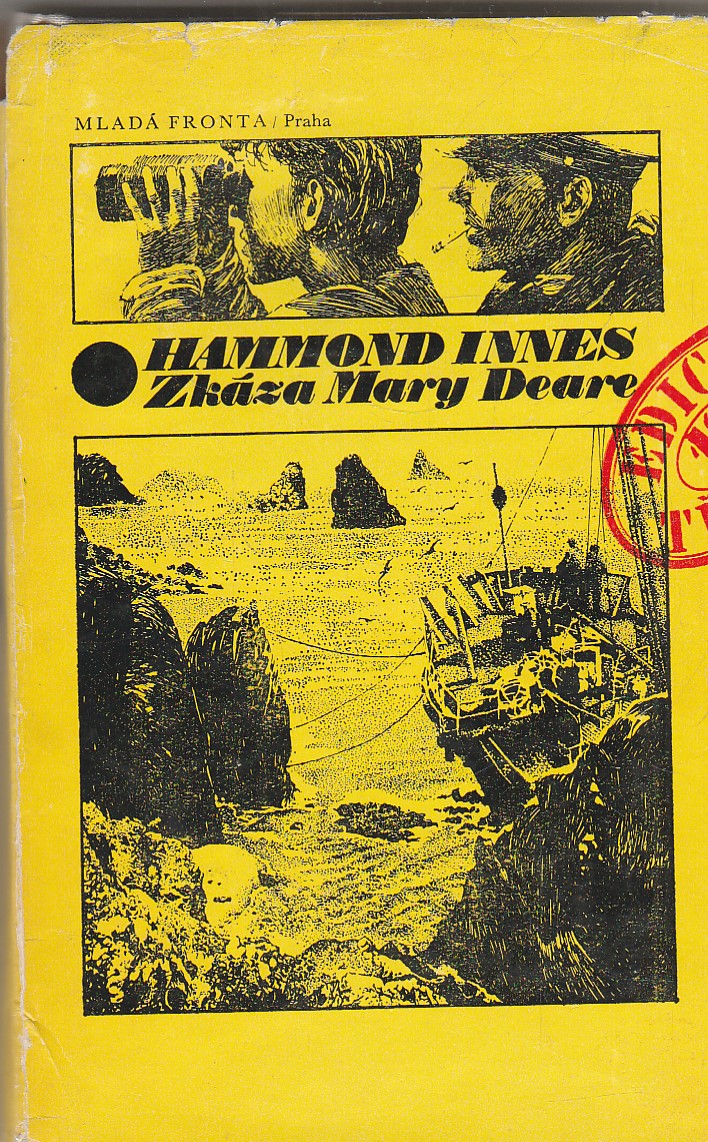 MLADÁ FRONTA / Praha
HAMMOND INNES
Zkáza Mary Deare